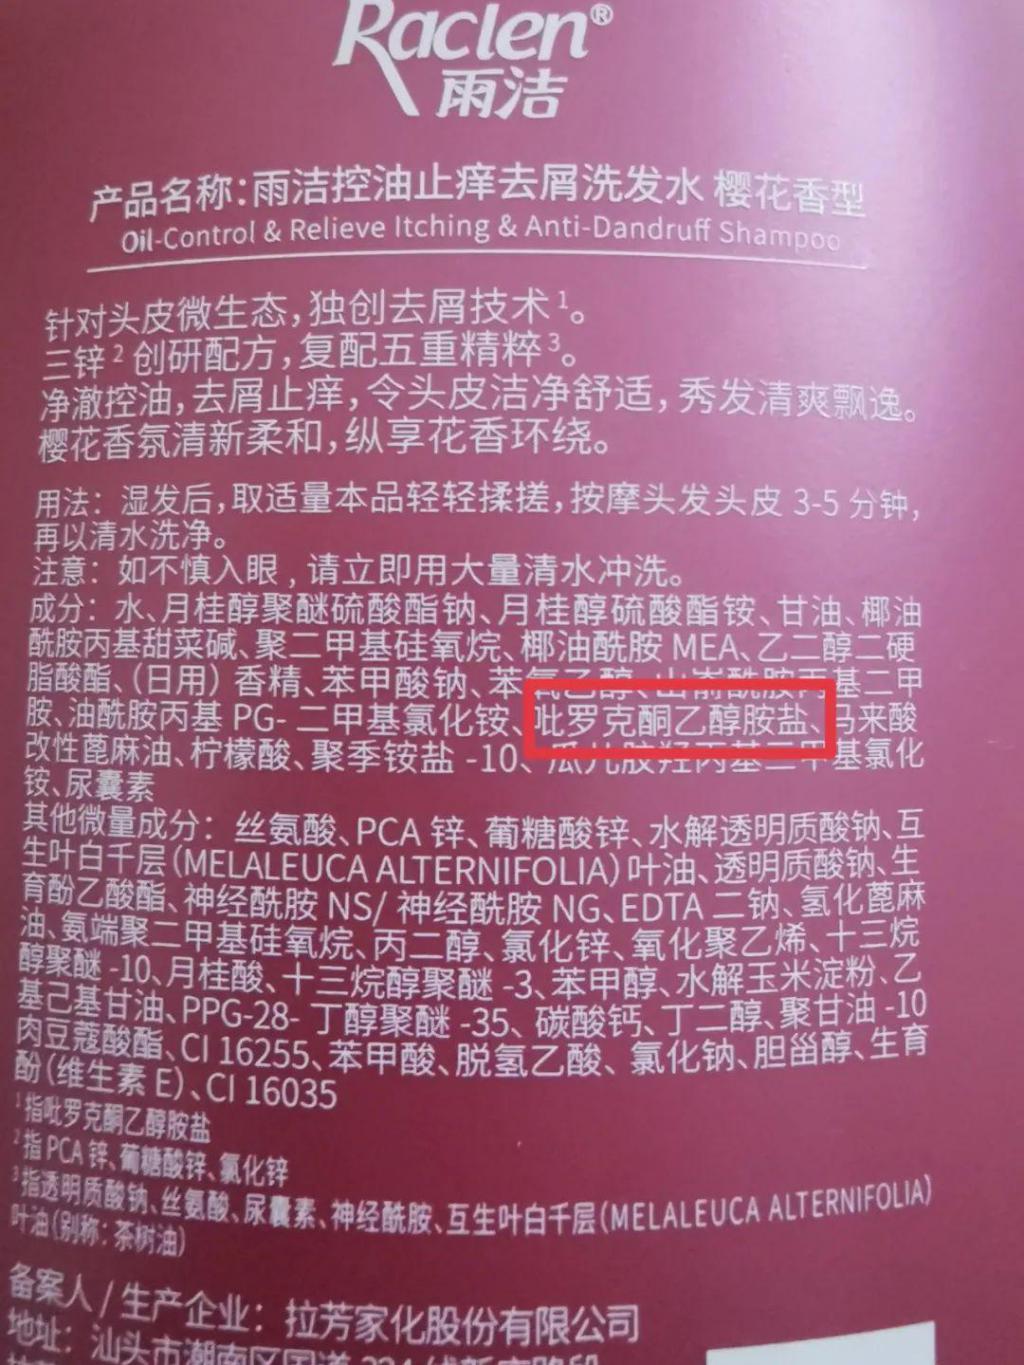 Raclen®
雨洁
产品名称:雨洁控油止痒去屑洗发水 樱花香型
Oil-Control & Relieve Itching & Anti-Dandruff Shampoo
针对头皮微生态,独创去屑技术¹。
三锌² 创研配方,复配五重精粹³。
净澈控油,去屑止痒,令头皮洁净舒适,秀发清爽飘逸。
樱花香氛清新柔和,纵享花香环绕。
用法:湿发后,取适量本品轻轻揉搓,按摩头发头皮 3-5 分钟,
再以清水洗净。
注意:如不慎入眼,请立即用大量清水冲洗。
成分:水、月桂醇聚醚硫酸酯钠、月桂醇硫酸酯铵、甘油、椰油
酰胺丙基甜菜碱、聚二甲基硅氧烷、椰油酰胺 MEA、乙二醇二硬
脂酸酯、(日用)香精、苯甲酸钠、苯氧乙醇、山嵛酰胺丙基二甲
胺、油酰胺丙基 PG- 二甲基氯化铵、吡罗克酮乙醇胺盐、马来酸
改性蓖麻油、柠檬酸、聚季铵盐 -10、瓜儿胶羟丙基三甲基氯化
铵、尿囊素
其他微量成分:丝氨酸、PCA 锌、葡糖酸锌、水解透明质酸钠、互
生叶白千层(MELALEUCA ALTERNIFOLIA)叶油、透明质酸钠、生
育酚乙酸酯、神经酰胺 NS/ 神经酰胺 NG、EDTA 二钠、氢化蓖麻
油、氨端聚二甲基硅氧烷、丙二醇、氯化锌、氧化聚乙烯、十三烷
醇聚醚 -10、月桂酸、十三烷醇聚醚 -3、苯甲醇、水解玉米淀粉、乙
基己基甘油、PPG-28- 丁醇聚醚 -35、碳酸钙、丁二醇、聚甘油 -10
肉豆蔻酸酯、CI 16255、苯甲酸、脱氢乙酸、氯化钠、胆甾醇、生育
酚(维生素 E)、CI 16035
¹指吡罗克酮乙醇胺盐
²指 PCA 锌、葡糖酸锌、氯化锌
³指透明质酸钠、丝氨酸、尿囊素、神经酰胺、互生叶白千层(MELALEUCA ALTERNIFOLIA)
叶油(别称:茶树油)
备案人 / 生产企业:拉芳家化股份有限公司
地址:汕头市潮南区国道 324 线新庆路段